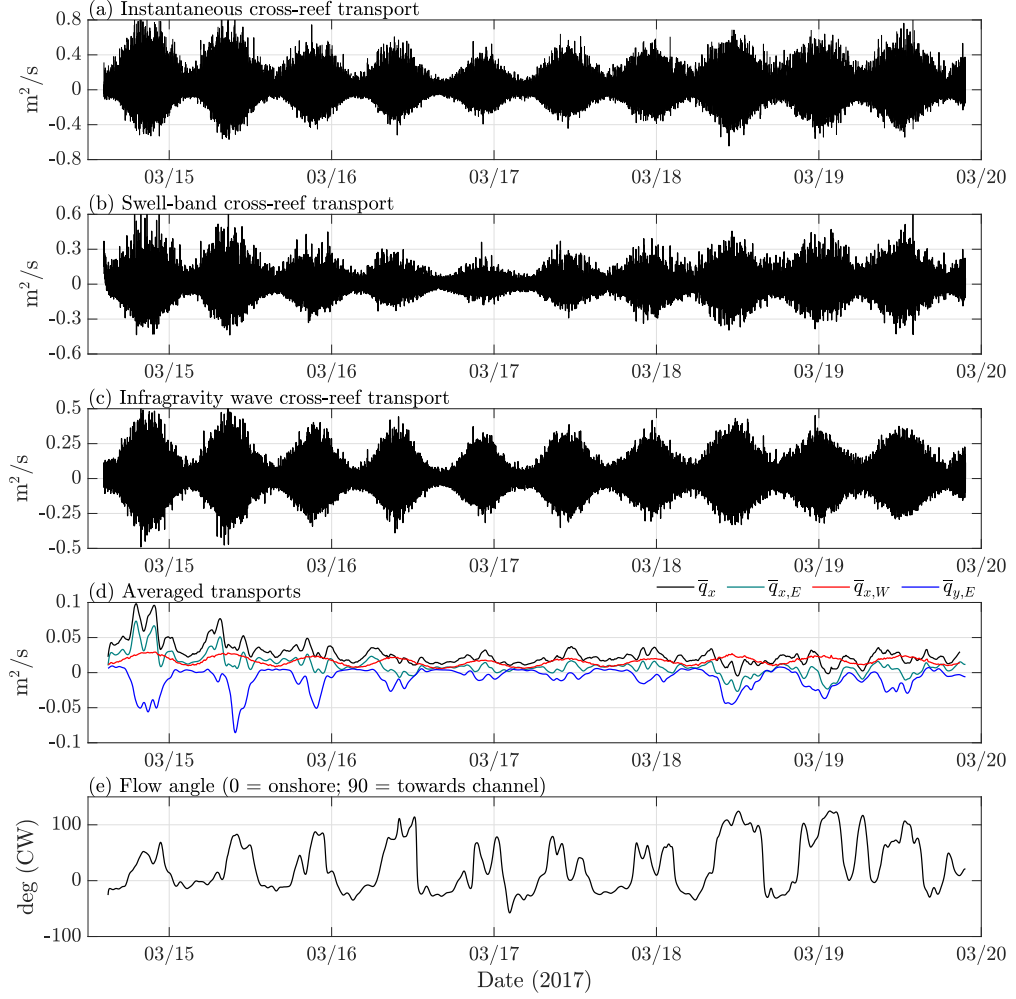 (a) Instantaneous cross-reef transport
0.8
0.4
0
-0.4
-0.8
m²/s
03/15 03/16 03/17 03/18 03/19 03/20
(b) Swell-band cross-reef transport
0.6
0.3
0
-0.3
-0.6
m²/s
03/15 03/16 03/17 03/18 03/19 03/20
(c) Infragravity wave cross-reef transport
0.5
0.25
0
-0.25
-0.5
m²/s
03/15 03/16 03/17 03/18 03/19 03/20
(d) Averaged transports
q̅x q̅x,E q̅x,W q̅y,E
0.1
0.05
0
-0.05
-0.1
m²/s
03/15 03/16 03/17 03/18 03/19 03/20
(e) Flow angle (0 = onshore; 90 = towards channel)
100
0
-100
deg (CW)
03/15 03/16 03/17 03/18 03/19 03/20
Date (2017)